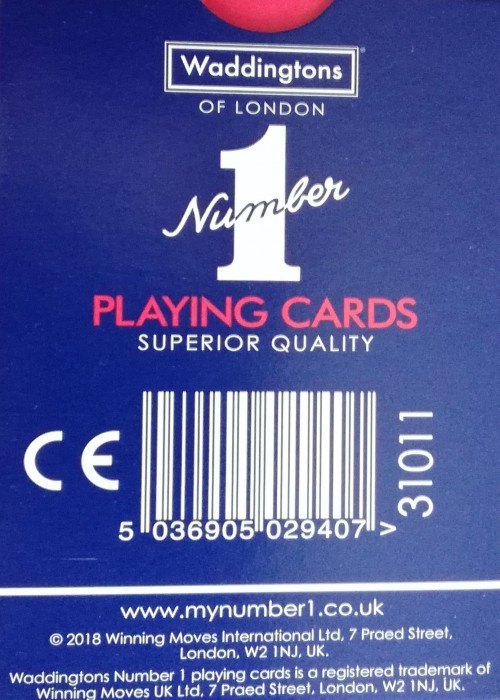 Waddingtons
OF LONDON
1
Number
PLAYING CARDS
SUPERIOR QUALITY
CE
31011
5 036905 029407 >
www.mynumber1.co.uk
© 2018 Winning Moves International Ltd, 7 Praed Street,
London, W2 1NJ, UK.
Waddingtons Number 1 playing cards is a registered trademark of
Winning Moves UK Ltd, 7 Praed Street, London, W2 1NJ, UK.